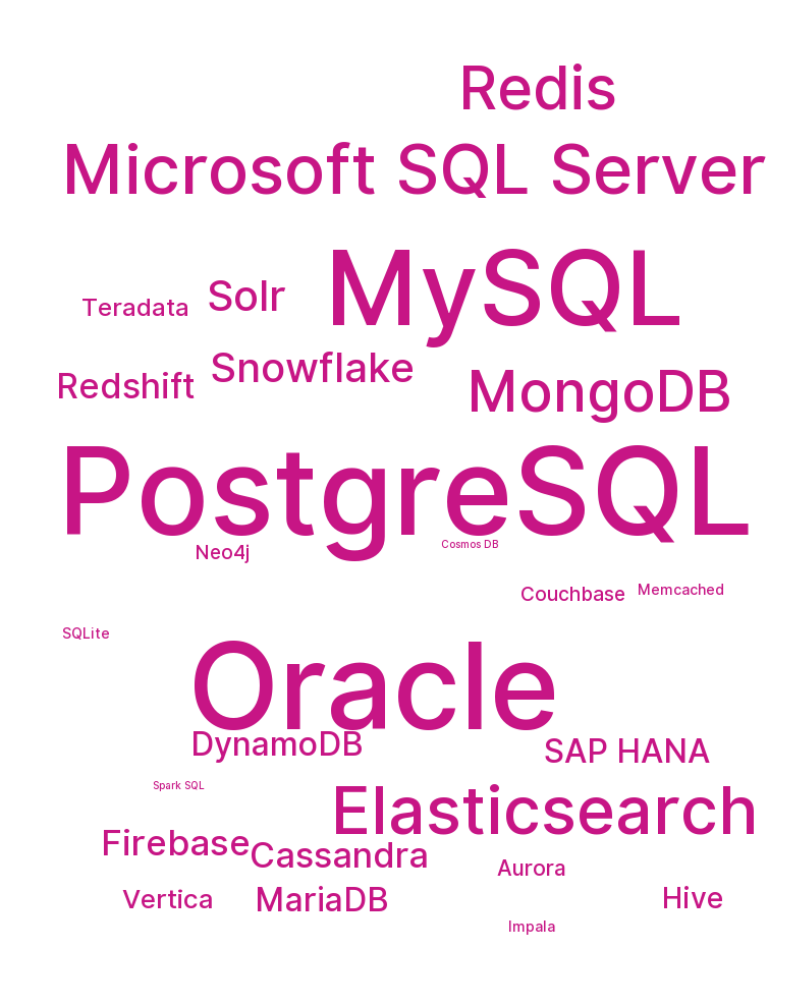 Redis
Microsoft SQL Server
MySQL
Teradata
Solr
Snowflake
Redshift
MongoDB
PostgreSQL
Neo4j
Cosmos DB
Couchbase
Memcached
SQLite
Oracle
DynamoDB
SAP HANA
Spark SQL
Elasticsearch
Firebase
Cassandra
Aurora
Vertica
MariaDB
Hive
Impala